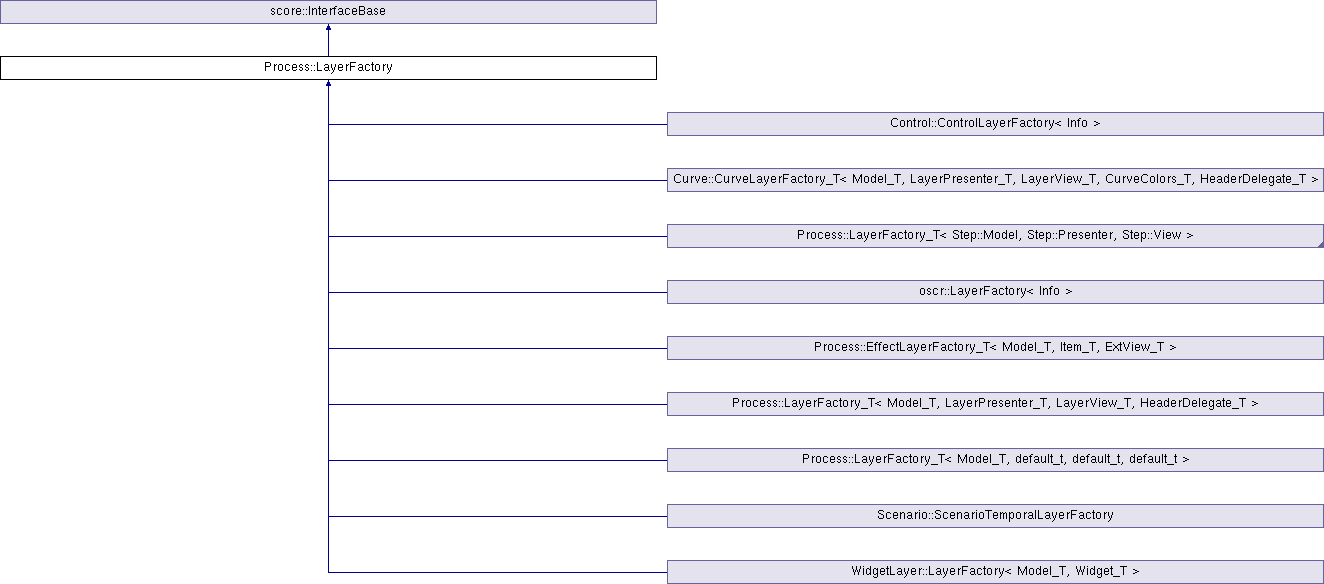 score::InterfaceBase
Process::LayerFactory
Control::ControlLayerFactory< Info >
Curve::CurveLayerFactory_T< Model_T, LayerPresenter_T, LayerView_T, CurveColors_T, HeaderDelegate_T >
Process::LayerFactory_T< Step::Model, Step::Presenter, Step::View >
oscr::LayerFactory< Info >
Process::EffectLayerFactory_T< Model_T, Item_T, ExtView_T >
Process::LayerFactory_T< Model_T, LayerPresenter_T, LayerView_T, HeaderDelegate_T >
Process::LayerFactory_T< Model_T, default_t, default_t, default_t >
Scenario::ScenarioTemporalLayerFactory
WidgetLayer::LayerFactory< Model_T, Widget_T >